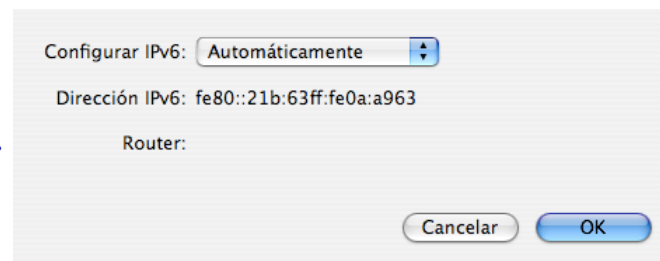 Configurar IPv6: Automáticamente
Dirección IPv6: fe80::21b:63ff:fe0a:a963
Router:
Cancelar OK